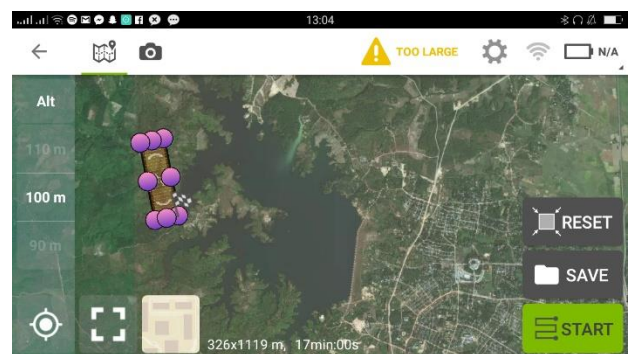 13:04
TOO LARGE
N/A
Alt
110 m
100 m
90 m
RESET
SAVE
START
326x1119 m, 17min:00s